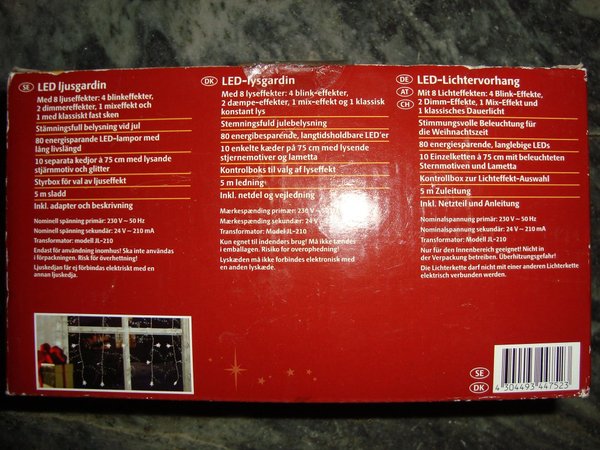 SE LED ljusgardin
Med 8 ljuseffekter: 4 blinkeffekter,
2 dimmereffekter, 1 mixeffekt och
1 med klassiskt fast sken
Stämningsfull belysning vid jul
80 energisparande LED-lampor med
lång livslängd
10 separata kedjor à 75 cm med lysande
stjärnmotiv och glitter
Styrbox för val av ljuseffekt
5 m sladd
Inkl. adapter och beskrivning
Nominell spänning primär: 230 V ~ 50 Hz
Nominell spänning sekundär: 24 V ~ 210 mA
Transformator: modell JL-210
Endast för användning inomhus! Ska inte användas
i förpackningen. Risk för överhettning!
Ljuskedjan får ej förbindas elektriskt med en
annan ljuskedja.
DK LED-lysgardin
Med 8 lyseffekter: 4 blink-effekter,
2 dæmpe-effekter, 1 mix-effekt og 1 klassisk
konstant lys
Stemningsfuld julebelysning
80 energibesparende, langtidsholdbare LED'er
10 enkelte kæder på 75 cm med lysende
stjernemotiver og lametta
Kontrolboks til valg af lyseffekt
5 m ledning
Inkl. netdel og vejledning
Mærkespænding primær: 230 V ~ 50 Hz
Mærkespænding sekundær: 24 V ~ 210 mA
Transformator: Model JL-210
Kun egnet til indendørs brug! Må ikke tændes
i emballagen. Risiko for overophedning!
Lyskæden må ikke forbindes elektronisk med
en anden lyskæde.
DE LED-Lichtervorhang
AT Mit 8 Lichteffekten: 4 Blink-Effekte,
CH 2 Dimm-Effekte, 1 Mix-Effekt und
1 klassisches Dauerlicht
Stimmungsvolle Beleuchtung für
die Weihnachtszeit
80 energiesparende, langlebige LEDs
10 Einzelketten à 75 cm mit beleuchteten
Sternmotiven und Lametta
Kontrollbox zur Lichteffekt-Auswahl
5 m Zuleitung
Inkl. Netzteil und Anleitung
Nominalspannung primär: 230 V ~ 50 Hz
Nominalspannung sekundär: 24 V ~ 210 mA
Transformator: Modell JL-210
Nur für den Innenbereich geeignet! Nicht in
der Verpackung betreiben. Überhitzungsgefahr!
Die Lichterkette darf nicht mit einer anderen Lichterkette
elektrisch verbunden werden.
SE
DK
4 304493 447523